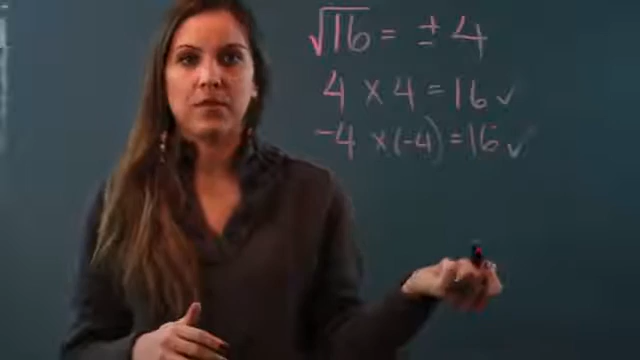 √16 = ± 4
4 × 4 = 16 ✓
-4 × (-4) = 16 ✓